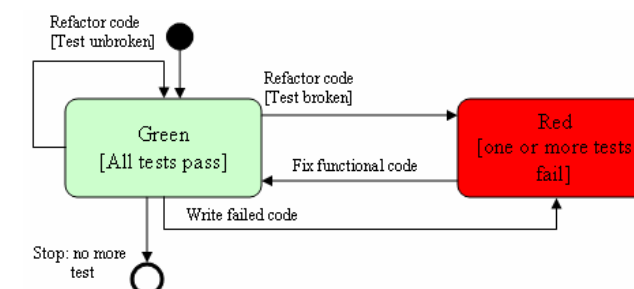 Refactor code
[Test unbroken]
Refactor code
[Test broken]
Green
[All tests pass]
Red
[one or more tests
fail]
Fix functional code
Write failed code
Stop: no more
test